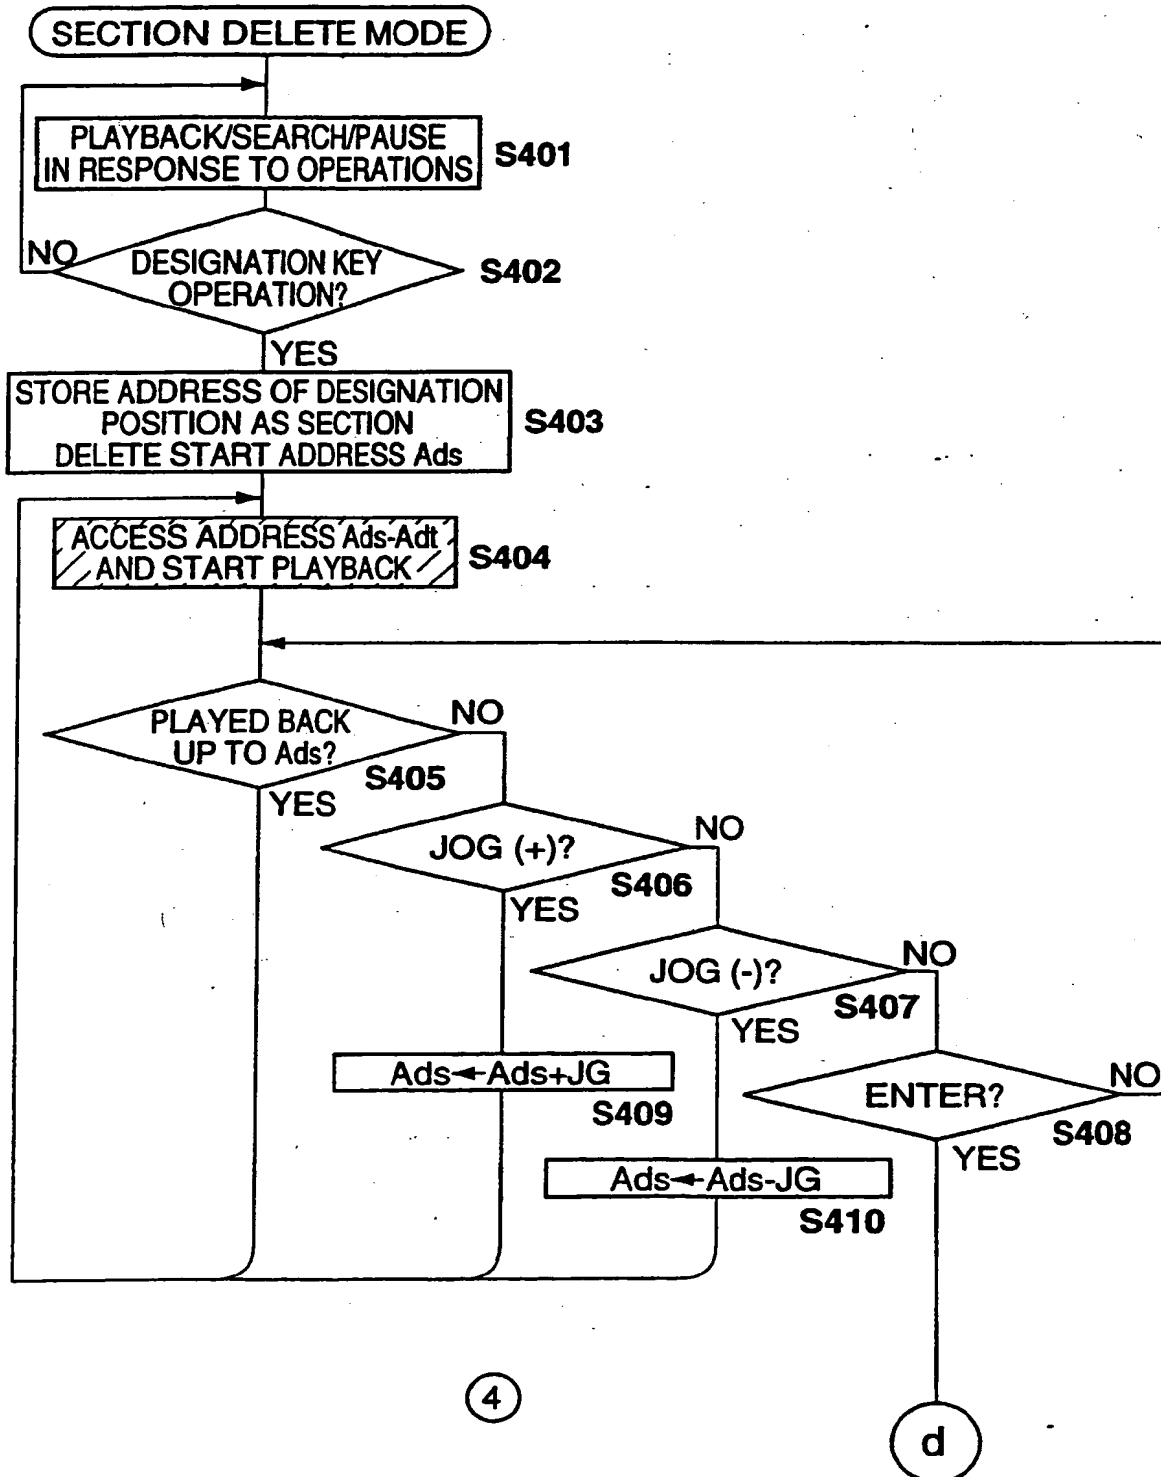 SECTION DELETE MODE
PLAYBACK/SEARCH/PAUSE
IN RESPONSE TO OPERATIONS
S401
NO
DESIGNATION KEY
OPERATION?
S402
YES
STORE ADDRESS OF DESIGNATION
POSITION AS SECTION
DELETE START ADDRESS Ads
S403
ACCESS ADDRESS Ads-Adt
AND START PLAYBACK
S404
PLAYED BACK
UP TO Ads?
NO
S405
YES
JOG (+)?
NO
S406
YES
JOG (-)?
NO
S407
YES
Ads←Ads+JG
S409
ENTER?
NO
S408
YES
Ads←Ads-JG
S410
4
d